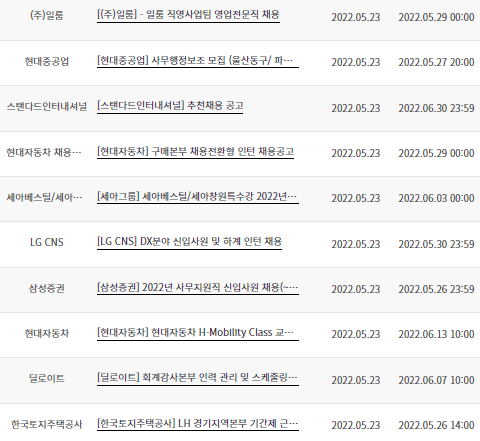 (주)일룸 [(주)일룸] - 일룸 직영사업팀 영업전문직 채용 2022.05.23 2022.05.29 00:00
현대중공업 [현대중공업] 사무행정보조 모집 (울산동구/ 파… 2022.05.23 2022.05.27 20:00
스탠다드인터내셔널 [스탠다드인터내셔널] 추천채용 공고 2022.05.23 2022.06.30 23:59
현대자동차 채용… [현대자동차] 구매본부 채용전환형 인턴 채용공고 2022.05.23 2022.05.29 00:00
세아베스틸/세아… [세아그룹] 세아베스틸/세아창원특수강 2022년… 2022.05.23 2022.06.03 00:00
LG CNS [LG CNS] DX분야 신입사원 및 하계 인턴 채용 2022.05.23 2022.05.30 23:59
삼성증권 [삼성증권] 2022년 사무지원직 신입사원 채용(~… 2022.05.23 2022.05.26 23:59
현대자동차 [현대자동차] 현대자동차 H-Mobility Class 교… 2022.05.23 2022.06.13 10:00
딜로이트 [딜로이트] 회계감사본부 인력 관리 및 스케줄링… 2022.05.23 2022.06.07 10:00
한국토지주택공사 [한국토지주택공사] LH 경기지역본부 기간제 근… 2022.05.23 2022.05.26 14:00